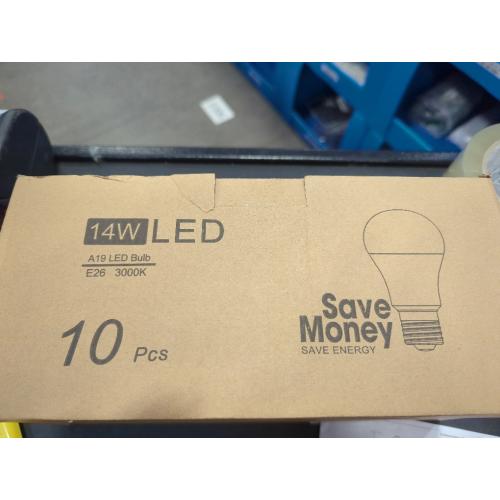 14W LED
A19 LED Bulb
E26 3000K
10 Pcs
Save
Money
SAVE ENERGY